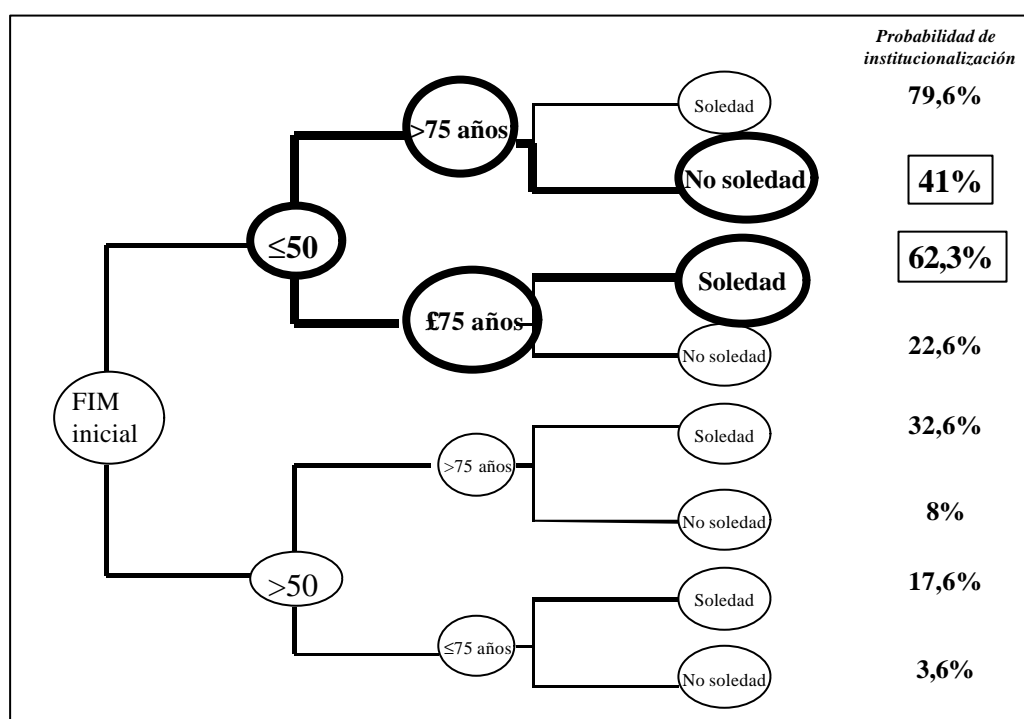 Probabilidad de
institucionalización
79,6%
Soledad
>75 años
No soledad
41%
≤50
62,3%
Soledad
£75 años
22,6%
No soledad
FIM
inicial
32,6%
Soledad
>75 años
8%
No soledad
>50
17,6%
Soledad
≤75 años
3,6%
No soledad